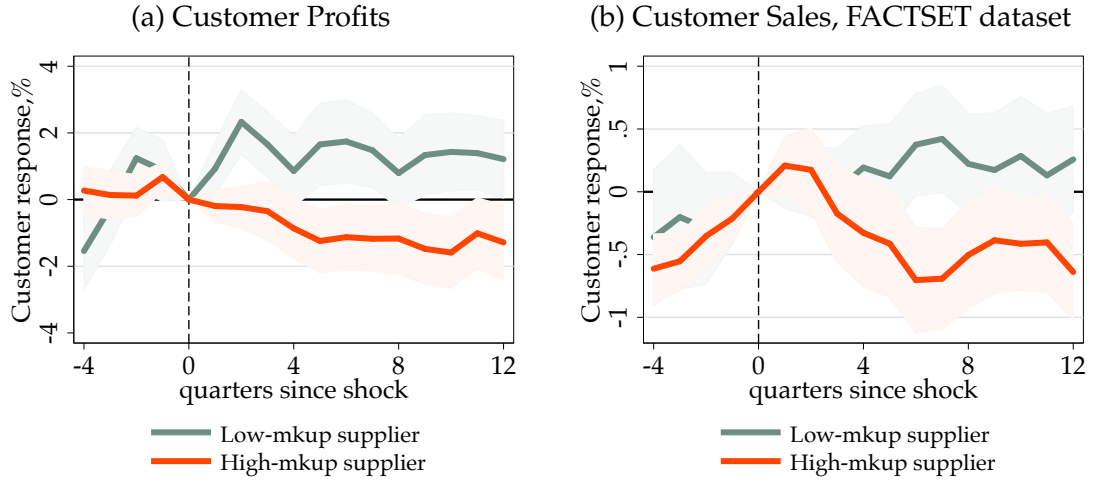 (a) Customer Profits
Customer response,%
4
2
0
2
-4
-4 0 4 8 12
quarters since shock
Low-mkup supplier
High-mkup supplier
(b) Customer Sales, FACTSET dataset
Customer response,%
1
.5
0
-.5
-1
-4 0 4 8 12
quarters since shock
Low-mkup supplier
High-mkup supplier